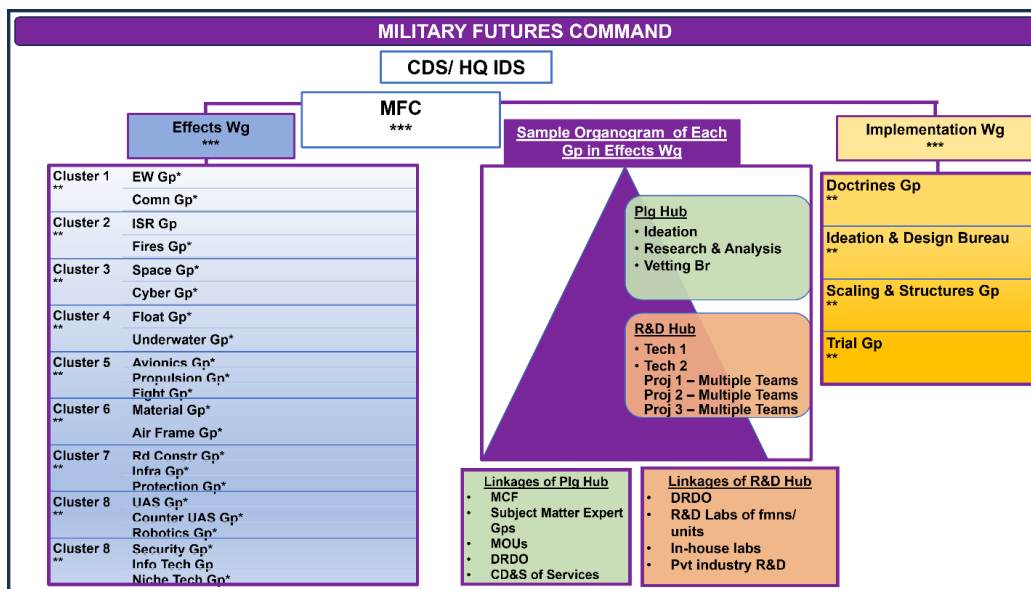 MILITARY FUTURES COMMAND
CDS/ HQ IDS
MFC
***
Effects Wg
***
Cluster 1
**
EW Gp*
Comn Gp*
Cluster 2
**
ISR Gp
Fires Gp*
Cluster 3
**
Space Gp*
Cyber Gp*
Cluster 4
**
Float Gp*
Underwater Gp*
Cluster 5
**
Avionics Gp*
Propulsion Gp*
Fight Gp*
Cluster 6
**
Material Gp*
Air Frame Gp*
Cluster 7
**
Rd Constr Gp*
Infra Gp*
Protection Gp*
Cluster 8
**
UAS Gp*
Counter UAS Gp*
Robotics Gp*
Cluster 8
**
Security Gp*
Info Tech Gp
Niche Tech Gp*
Sample Organogram of Each
Gp in Effects Wg
Plg Hub
• Ideation
• Research & Analysis
• Vetting Br
R&D Hub
• Tech 1
• Tech 2
Proj 1 – Multiple Teams
Proj 2 – Multiple Teams
Proj 3 – Multiple Teams
Linkages of Plg Hub
• MCF
• Subject Matter Expert
Gps
• MOUs
• DRDO
• CD&S of Services
Linkages of R&D Hub
• DRDO
• R&D Labs of fmns/
units
• In-house labs
• Pvt industry R&D
Implementation Wg
***
Doctrines Gp
**
Ideation & Design Bureau
**
Scaling & Structures Gp
**
Trial Gp
**